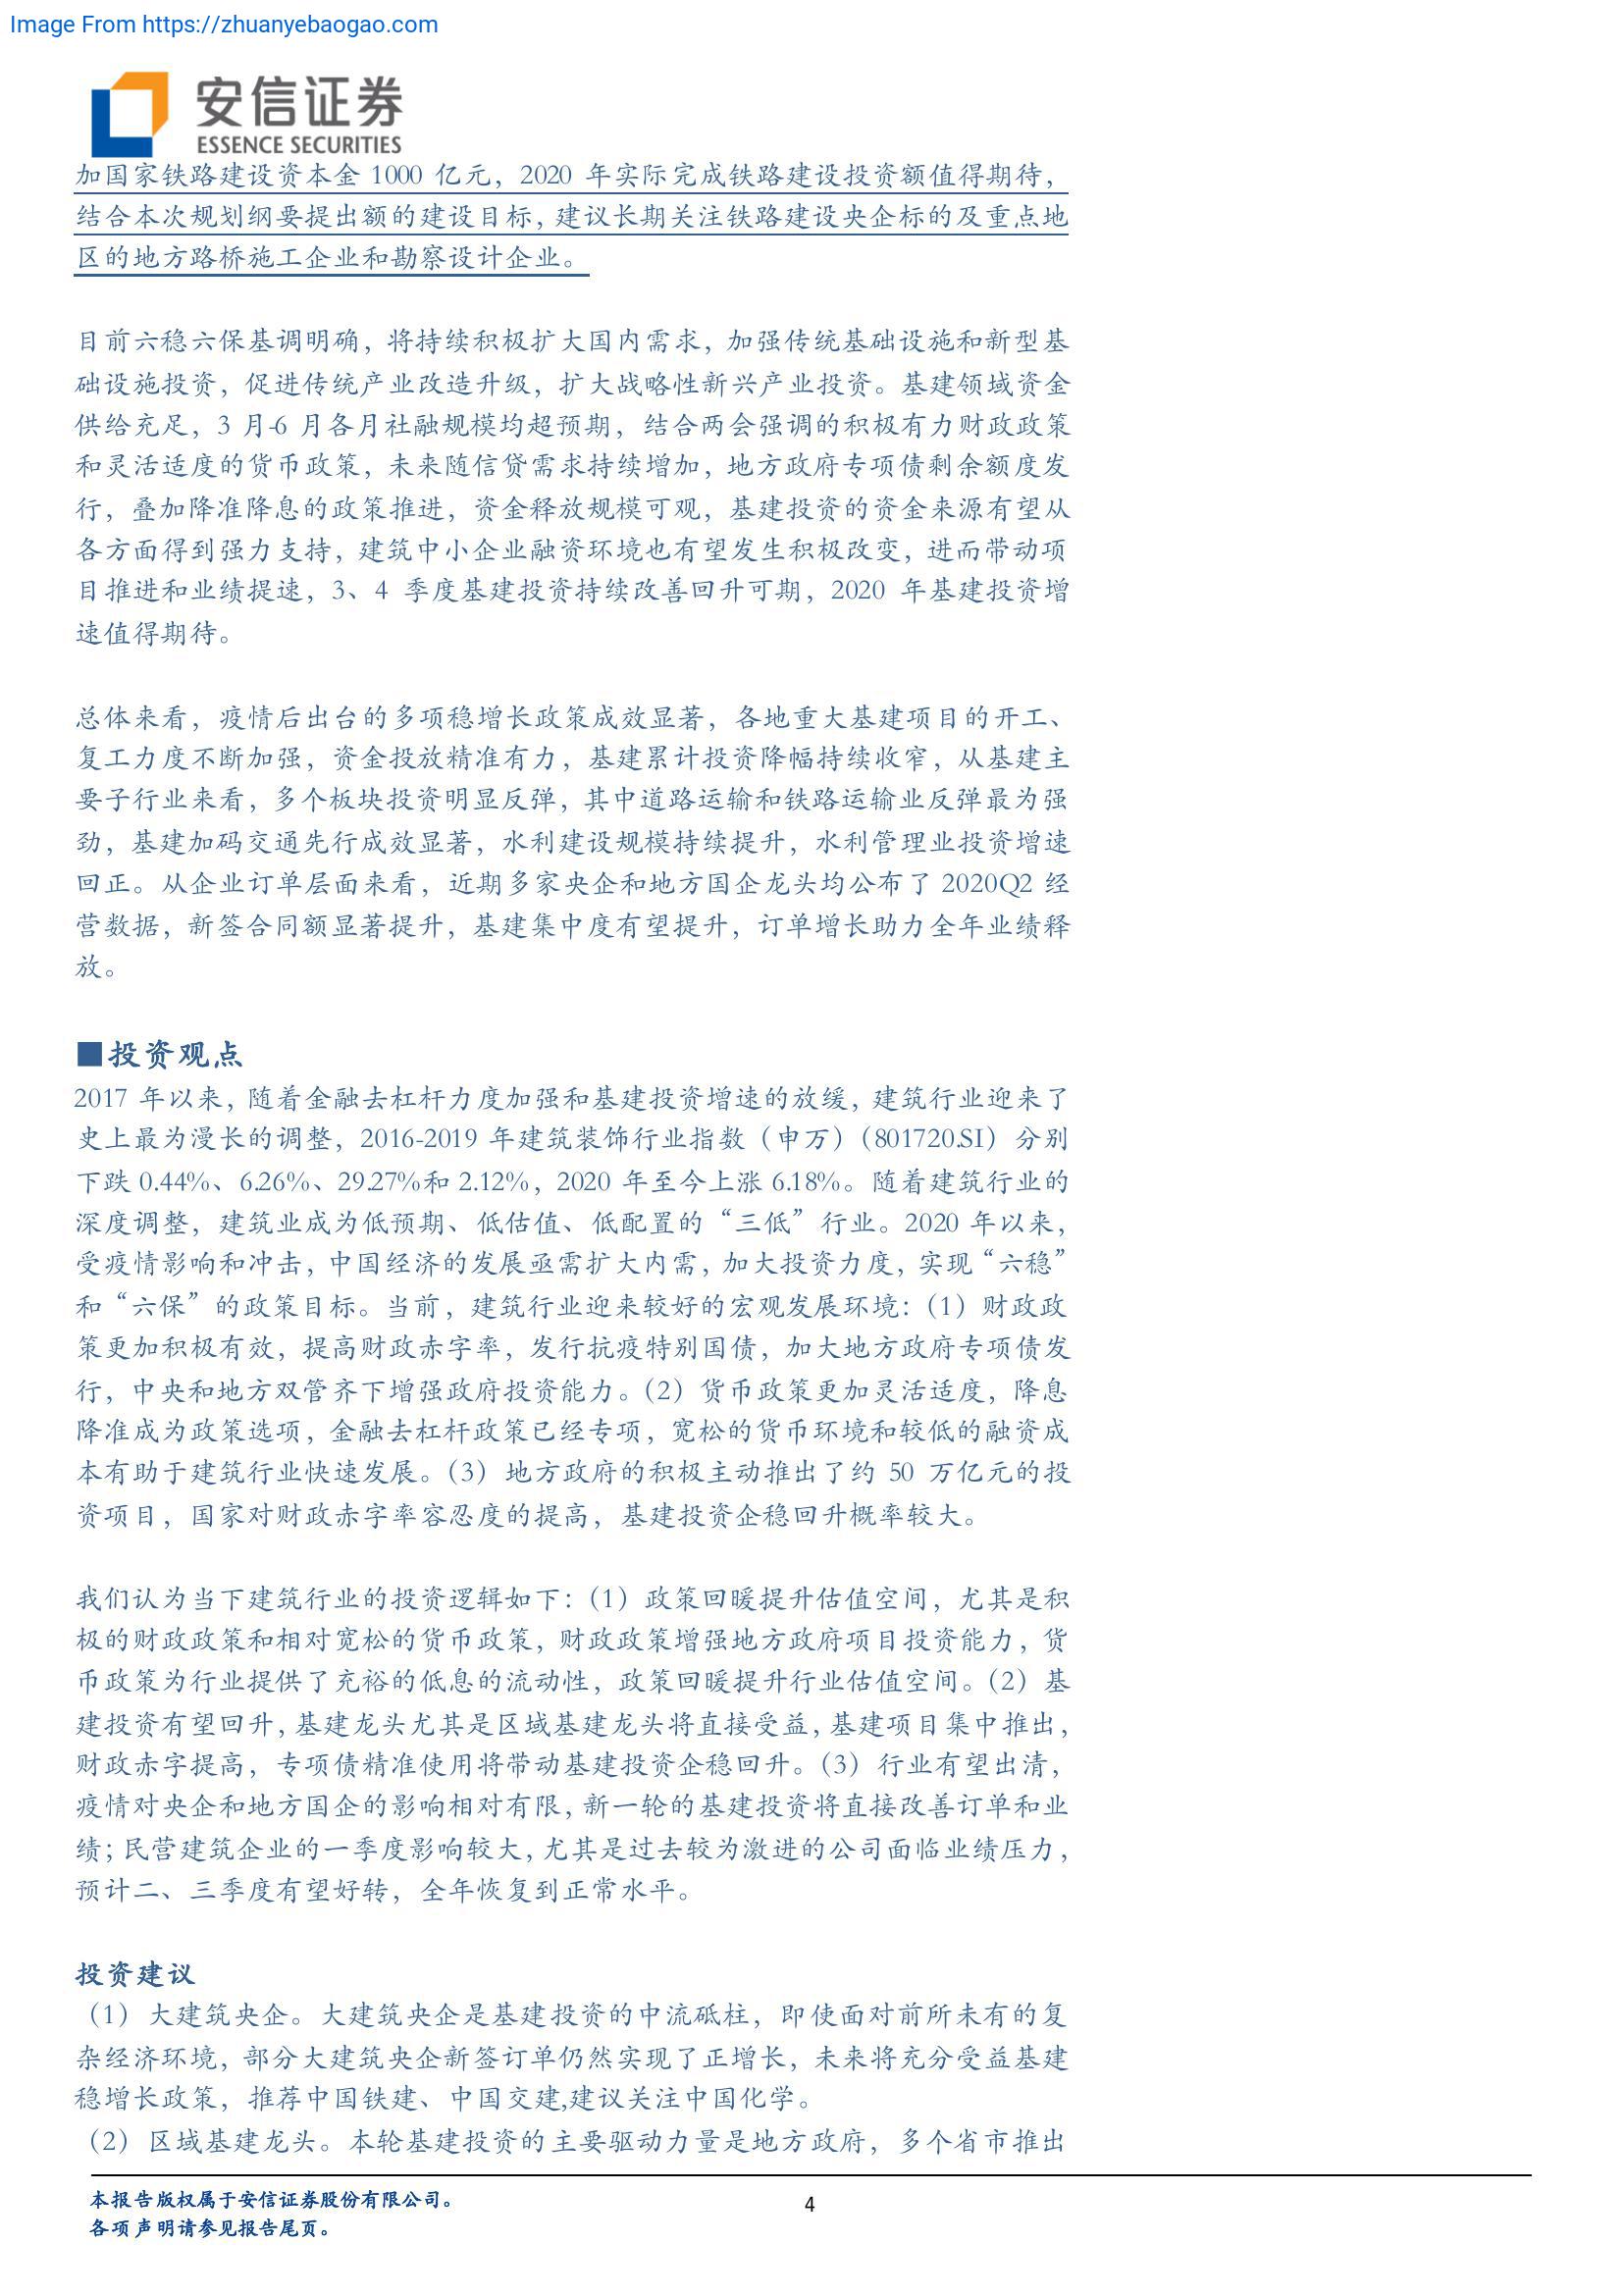 Image From https://zhuanyebaogao.com
安信证券
ESSENCE SECURITIES
加国家铁路建设资本金 1000 亿元，2020 年实际完成铁路建设投资额值得期待，
结合本次规划纲要提出额的建设目标，建议长期关注铁路建设央企标的及重点地
区的地方路桥施工企业和勘察设计企业。
目前六稳六保基调明确，将持续积极扩大国内需求，加强传统基础设施和新型基
础设施投资，促进传统产业改造升级，扩大战略性新兴产业投资。基建领域资金
供给充足，3 月-6 月各月社融规模均超预期，结合两会强调的积极有力财政政策
和灵活适度的货币政策，未来随信贷需求持续增加，地方政府专项债剩余额度发
行，叠加降准降息的政策推进，资金释放规模可观，基建投资的资金来源有望从
各方面得到强力支持，建筑中小企业融资环境也有望发生积极改变，进而带动项
目推进和业绩提速，3、4 季度基建投资持续改善回升可期，2020 年基建投资增
速值得期待。
总体来看，疫情后出台的多项稳增长政策成效显著，各地重大基建项目的开工、
复工力度不断加强，资金投放精准有力，基建累计投资降幅持续收窄，从基建主
要子行业来看，多个板块投资明显反弹，其中道路运输和铁路运输业反弹最为强
劲，基建加码交通先行成效显著，水利建设规模持续提升，水利管理业投资增速
回正。从企业订单层面来看，近期多家央企和地方国企龙头均公布了 2020Q2 经
营数据，新签合同额显著提升，基建集中度有望提升，订单增长助力全年业绩释
放。
■投资观点
2017 年以来，随着金融去杠杆力度加强和基建投资增速的放缓，建筑行业迎来了
史上最为漫长的调整，2016-2019 年建筑装饰行业指数（申万）（801720.SI）分别
下跌 0.44%、6.26%、29.27%和 2.12%，2020 年至今上涨 6.18%。随着建筑行业的
深度调整，建筑业成为低预期、低估值、低配置的“三低”行业。2020 年以来，
受疫情影响和冲击，中国经济的发展亟需扩大内需，加大投资力度，实现“六稳”
和“六保”的政策目标。当前，建筑行业迎来较好的宏观发展环境：（1）财政政
策更加积极有效，提高财政赤字率，发行抗疫特别国债，加大地方政府专项债发
行，中央和地方双管齐下增强政府投资能力。（2）货币政策更加灵活适度，降息
降准成为政策选项，金融去杠杆政策已经专项，宽松的货币环境和较低的融资成
本有助于建筑行业快速发展。（3）地方政府的积极主动推出了约 50 万亿元的投
资项目，国家对财政赤字率容忍度的提高，基建投资企稳回升概率较大。
我们认为当下建筑行业的投资逻辑如下：（1）政策回暖提升估值空间，尤其是积
极的财政政策和相对宽松的货币政策，财政政策增强地方政府项目投资能力，货
币政策为行业提供了充裕的低息的流动性，政策回暖提升行业估值空间。（2）基
建投资有望回升，基建龙头尤其是区域基建龙头将直接受益，基建项目集中推出，
财政赤字提高，专项债精准使用将带动基建投资企稳回升。（3）行业有望出清，
疫情对央企和地方国企的影响相对有限，新一轮的基建投资将直接改善订单和业
绩；民营建筑企业的一季度影响较大，尤其是过去较为激进的公司面临业绩压力，
预计二、三季度有望好转，全年恢复到正常水平。
投资建议
（1）大建筑央企。大建筑央企是基建投资的中流砥柱，即使面对前所未有的复
杂经济环境，部分大建筑央企新签订单仍然实现了正增长，未来将充分受益基建
稳增长政策，推荐中国铁建、中国交建,建议关注中国化学。
（2）区域基建龙头。本轮基建投资的主要驱动力量是地方政府，多个省市推出
本报告版权属于安信证券股份有限公司。
各项声明请参见报告尾页。
4